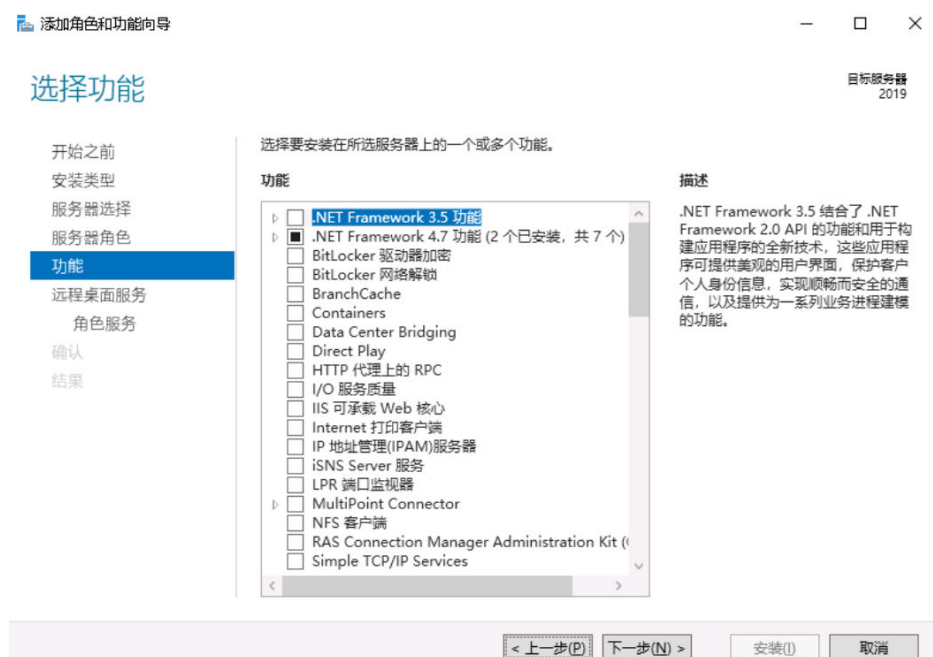 添加角色和功能向导
选择功能
目标服务器
2019
开始之前
安装类型
服务器选择
服务器角色
功能
远程桌面服务
角色服务
确认
结果
选择要安装在所选服务器上的一个或多个功能。
功能
.NET Framework 3.5 功能
.NET Framework 4.7 功能 (2 个已安装，共 7 个)
BitLocker 驱动器加密
BitLocker 网络解锁
BranchCache
Containers
Data Center Bridging
Direct Play
HTTP 代理上的 RPC
I/O 服务质量
IIS 可承载 Web 核心
Internet 打印客户端
IP 地址管理(IPAM)服务器
iSNS Server 服务
LPR 端口监视器
MultiPoint Connector
NFS 客户端
RAS Connection Manager Administration Kit (
Simple TCP/IP Services
描述
.NET Framework 3.5 结合了 .NET
Framework 2.0 API 的功能和用于构
建应用程序的全新技术，这些应用程
序可提供美观的用户界面，保护客户
个人身份信息，实现顺畅而安全的通
信，以及提供为一系列业务进程建模
的功能。
< 上一步(P)
下一步(N) >
安装(I)
取消